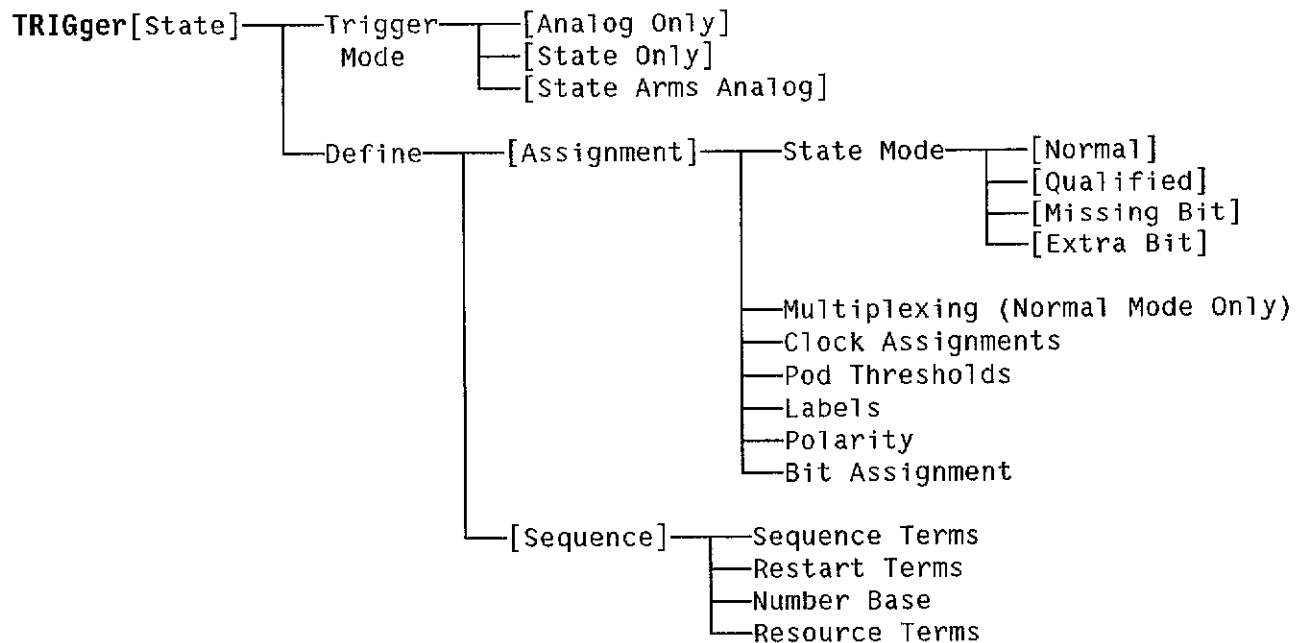 TRIGger[State] Trigger Mode [Analog Only]
[State Only]
[State Arms Analog]
Define [Assignment] State Mode [Normal]
[Qualified]
[Missing Bit]
[Extra Bit]
Multiplexing (Normal Mode Only)
Clock Assignments
Pod Thresholds
Labels
Polarity
Bit Assignment
[Sequence] Sequence Terms
Restart Terms
Number Base
Resource Terms